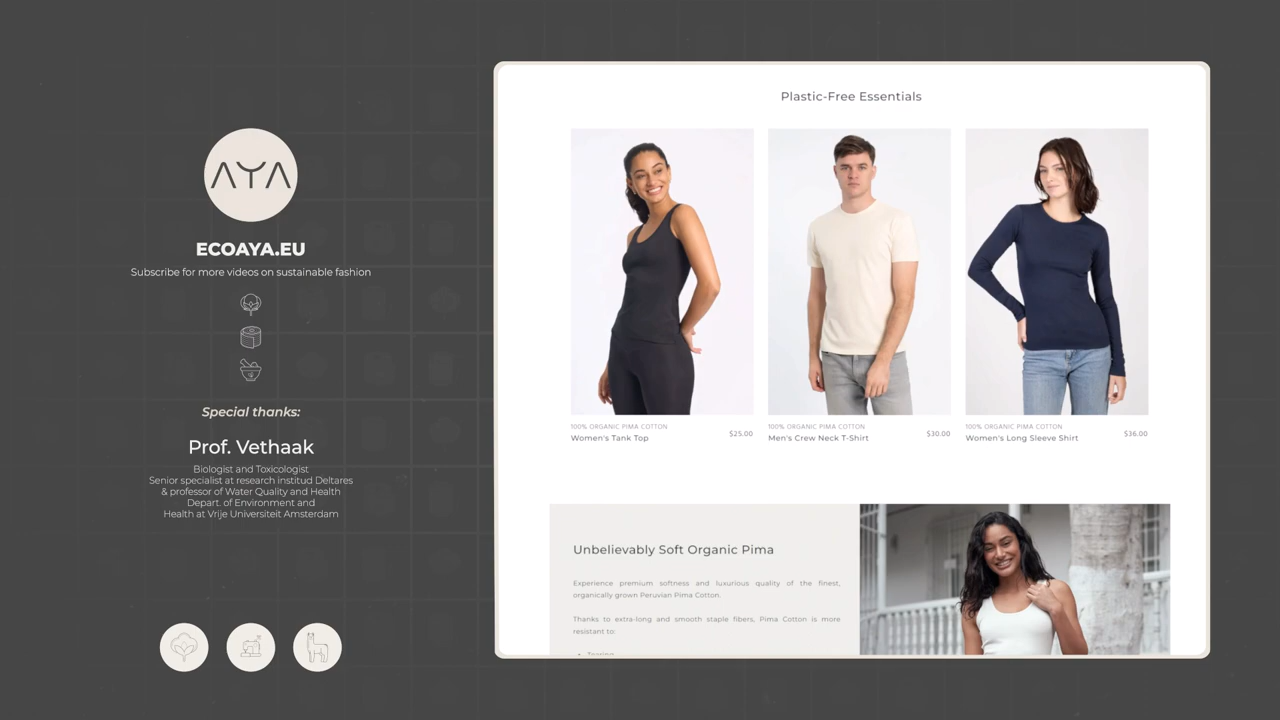 AYA
ECOAYA.EU
Subscribe for more videos on sustainable fashion
Special thanks:
Prof. Vethaak
Biologist and Toxicologist
Senior specialist at research institud Deltares
& professor of Water Quality and Health
Depart. of Environment and
Health at Vrije Universiteit Amsterdam
Plastic-Free Essentials
100% ORGANIC PIMA COTTON
Women's Tank Top
$25.00
100% ORGANIC PIMA COTTON
Men's Crew Neck T-Shirt
$30.00
100% ORGANIC PIMA COTTON
Women's Long Sleeve Shirt
$36.00
Unbelievably Soft Organic Pima
Experience premium softness and luxurious quality of the finest,
organically grown Peruvian Pima Cotton.
Thanks to extra-long and smooth staple fibers, Pima Cotton is more
resistant to: